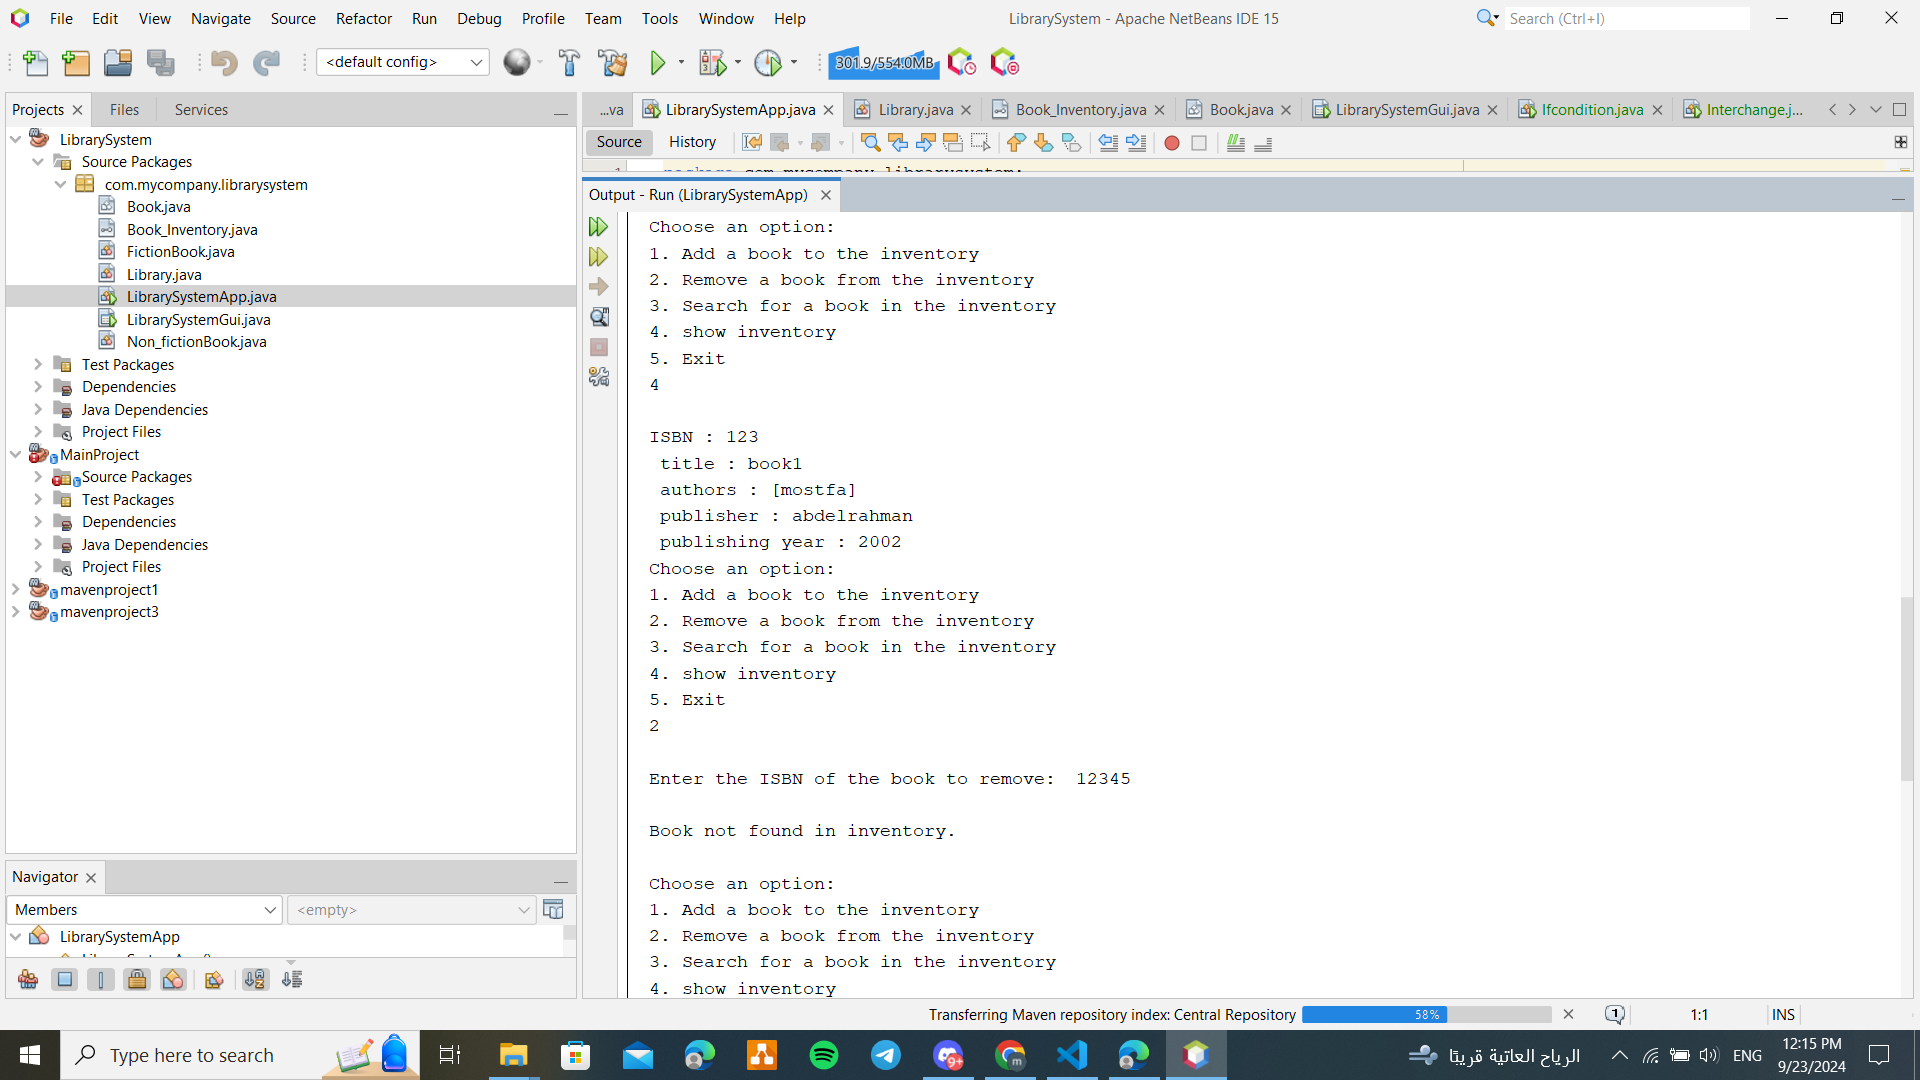 File Edit View Navigate Source Refactor Run Debug Profile Team Tools Window Help
LibrarySystem - Apache NetBeans IDE 15
Search (Ctrl+I)
<default config>
301.9/554.0MB
Projects Files Services
LibrarySystem
Source Packages
com.mycompany.librarysystem
Book.java
Book_Inventory.java
FictionBook.java
Library.java
LibrarySystemApp.java
LibrarySystemGui.java
Non_fictionBook.java
Test Packages
Dependencies
Java Dependencies
Project Files
MainProject
Source Packages
Test Packages
Dependencies
Java Dependencies
Project Files
mavenproject1
mavenproject3
Navigator
Members
<empty>
LibrarySystemApp
...va LibrarySystemApp.java Library.java Book_Inventory.java Book.java LibrarySystemGui.java Ifcondition.java Interchange.j...
Source History
Output - Run (LibrarySystemApp)
Choose an option:
1. Add a book to the inventory
2. Remove a book from the inventory
3. Search for a book in the inventory
4. show inventory
5. Exit
4
ISBN : 123
title : book1
authors : [mostfa]
publisher : abdelrahman
publishing year : 2002
Choose an option:
1. Add a book to the inventory
2. Remove a book from the inventory
3. Search for a book in the inventory
4. show inventory
5. Exit
2
Enter the ISBN of the book to remove:  12345
Book not found in inventory.
Choose an option:
1. Add a book to the inventory
2. Remove a book from the inventory
3. Search for a book in the inventory
4. show inventory
Transferring Maven repository index: Central Repository 58% 1 1:1 INS
Type here to search
9+
m
الرياح العاتية قريبًا
ENG
12:15 PM
9/23/2024